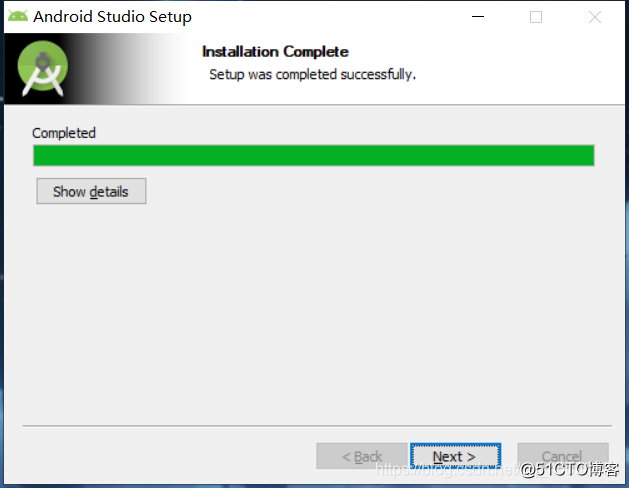 Android Studio Setup
Installation Complete
Setup was completed successfully.
Completed
Show details
< Back
Next >
Cancel
https://blog.csdn.ne
@51CTO博客